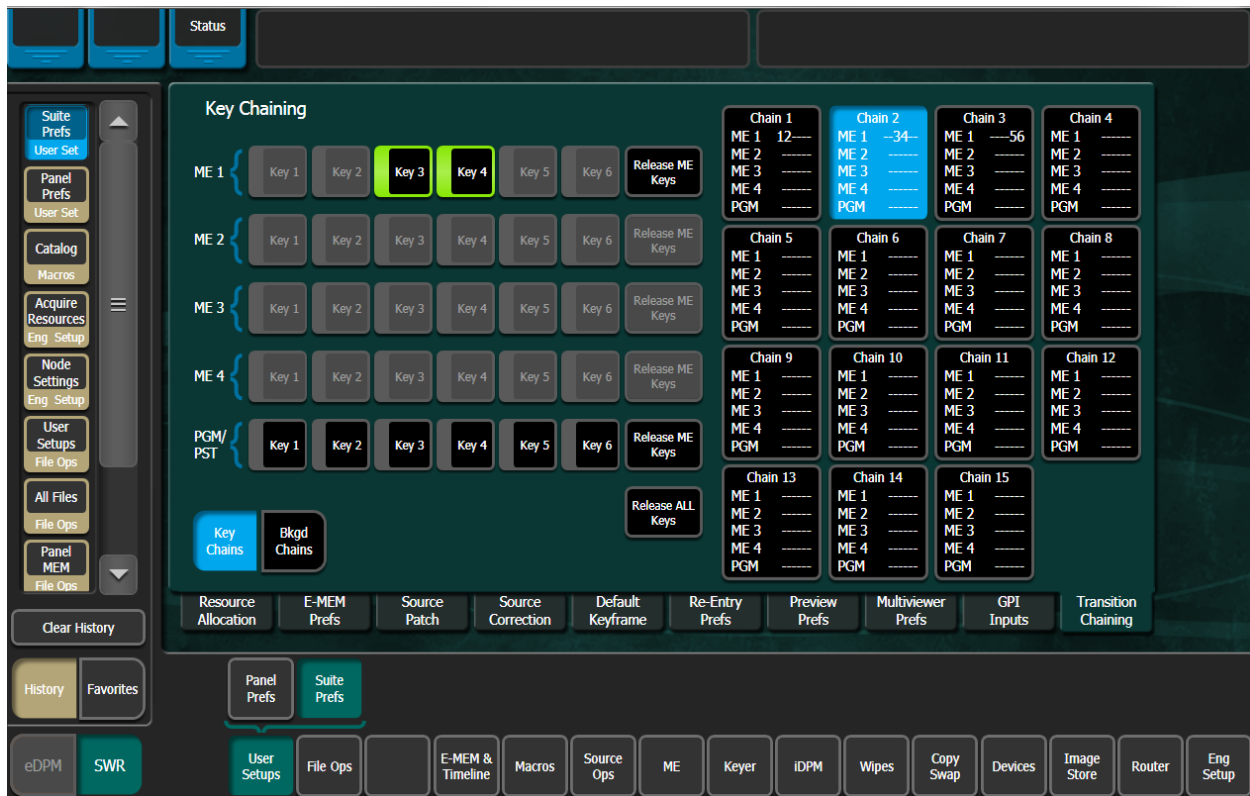 Status
Suite
Prefs
User Set
Panel
Prefs
User Set
Catalog
Macros
Acquire
Resources
Eng Setup
Node
Settings
Eng Setup
User
Setups
File Ops
All Files
File Ops
Panel
MEM
File Ops
Clear History
History Favorites
eDPM SWR
Key Chaining
ME 1 Key 1 Key 2 Key 3 Key 4 Key 5 Key 6 Release ME Keys
ME 2 Key 1 Key 2 Key 3 Key 4 Key 5 Key 6 Release ME Keys
ME 3 Key 1 Key 2 Key 3 Key 4 Key 5 Key 6 Release ME Keys
ME 4 Key 1 Key 2 Key 3 Key 4 Key 5 Key 6 Release ME Keys
PGM/
PST Key 1 Key 2 Key 3 Key 4 Key 5 Key 6 Release ME Keys
Release ALL
Keys
Key
Chains
Bkgd
Chains
Chain 1
ME 1 12----
ME 2 ------
ME 3 ------
ME 4 ------
PGM ------
Chain 2
ME 1 --34--
ME 2 ------
ME 3 ------
ME 4 ------
PGM ------
Chain 3
ME 1 ----56
ME 2 ------
ME 3 ------
ME 4 ------
PGM ------
Chain 4
ME 1 ------
ME 2 ------
ME 3 ------
ME 4 ------
PGM ------
Chain 5
ME 1 ------
ME 2 ------
ME 3 ------
ME 4 ------
PGM ------
Chain 6
ME 1 ------
ME 2 ------
ME 3 ------
ME 4 ------
PGM ------
Chain 7
ME 1 ------
ME 2 ------
ME 3 ------
ME 4 ------
PGM ------
Chain 8
ME 1 ------
ME 2 ------
ME 3 ------
ME 4 ------
PGM ------
Chain 9
ME 1 ------
ME 2 ------
ME 3 ------
ME 4 ------
PGM ------
Chain 10
ME 1 ------
ME 2 ------
ME 3 ------
ME 4 ------
PGM ------
Chain 11
ME 1 ------
ME 2 ------
ME 3 ------
ME 4 ------
PGM ------
Chain 12
ME 1 ------
ME 2 ------
ME 3 ------
ME 4 ------
PGM ------
Chain 13
ME 1 ------
ME 2 ------
ME 3 ------
ME 4 ------
PGM ------
Chain 14
ME 1 ------
ME 2 ------
ME 3 ------
ME 4 ------
PGM ------
Chain 15
ME 1 ------
ME 2 ------
ME 3 ------
ME 4 ------
PGM ------
Resource
Allocation
E-MEM
Prefs
Source
Patch
Source
Correction
Default
Keyframe
Re-Entry
Prefs
Preview
Prefs
Multiviewer
Prefs
GPI
Inputs
Transition
Chaining
Panel
Prefs
Suite
Prefs
User
Setups
File Ops
E-MEM &
Timeline
Macros
Source
Ops
ME
Keyer
iDPM
Wipes
Copy
Swap
Devices
Image
Store
Router
Eng
Setup